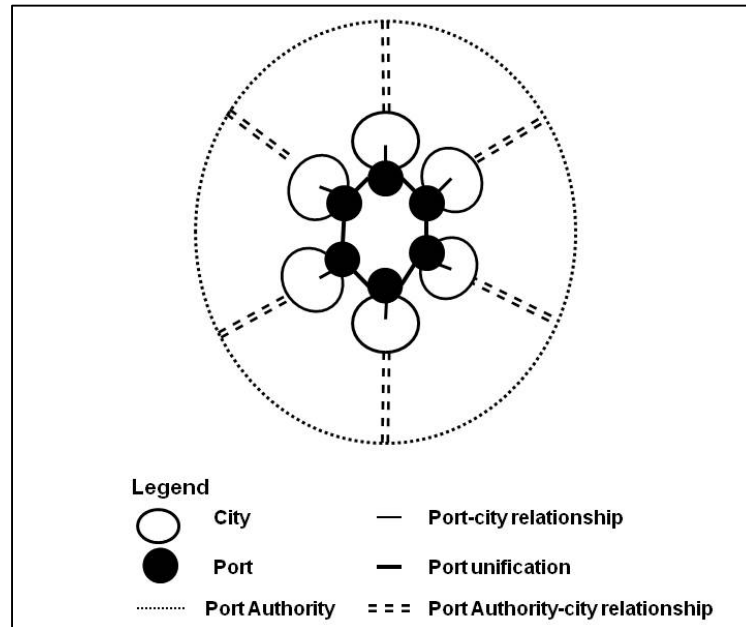 Legend
City
Port-city relationship
Port
Port unification
Port Authority
Port Authority-city relationship